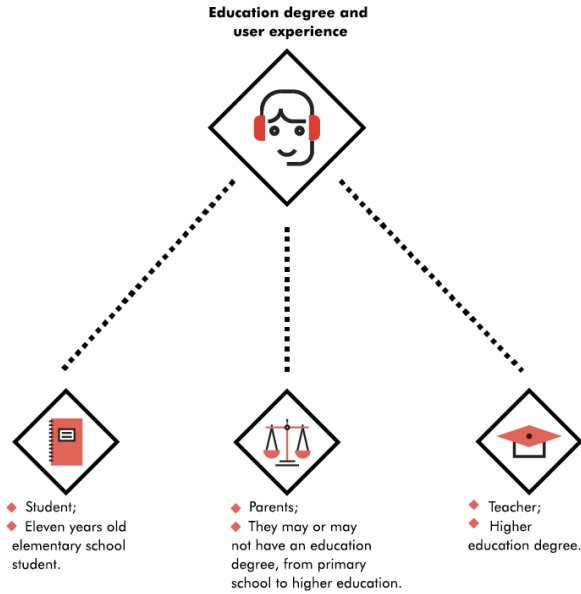 Education degree and
user experience
Student;
Eleven years old
elementary school
student.
Parents;
They may or may
not have an education
degree, from primary
school to higher education.
Teacher;
Higher
education degree.